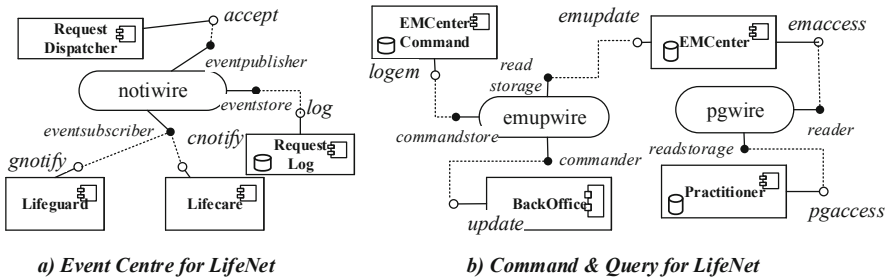 accept
Request
Dispatcher
eventpublisher
notiwire
eventstore
log
eventsubscriber
cnotify
gnotify
Request
Log
Lifeguard
Lifecare
a) Event Centre for LifeNet
EMCenter
Command
logem
emupdate
EMCenter
emaccess
read
storage
emupwire
pgwire
commandstore
reader
commander
readstorage
BackOffice
update
Practitioner
pgaccess
b) Command & Query for LifeNet